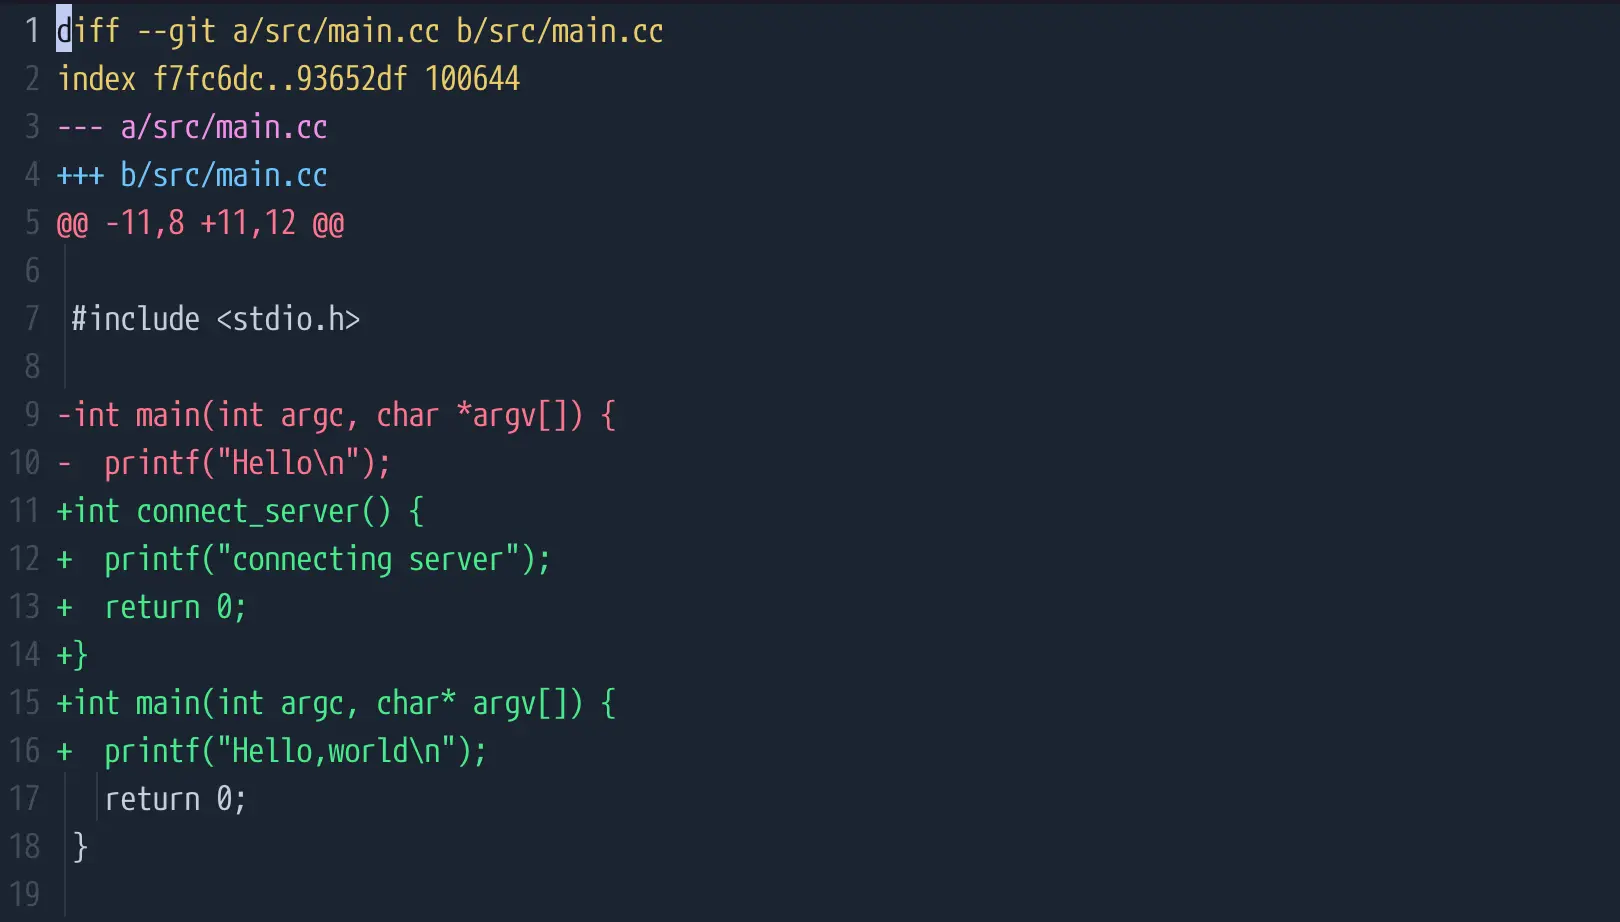 1 diff --git a/src/main.cc b/src/main.cc
2 index f7fc6dc..93652df 100644
3 --- a/src/main.cc
4 +++ b/src/main.cc
5 @@ -11,8 +11,12 @@
6
7  #include <stdio.h>
8
9 -int main(int argc, char *argv[]) {
10 -  printf("Hello\n");
11 +int connect_server() {
12 +  printf("connecting server");
13 +  return 0;
14 +}
15 +int main(int argc, char* argv[]) {
16 +  printf("Hello,world\n");
17    return 0;
18  }
19